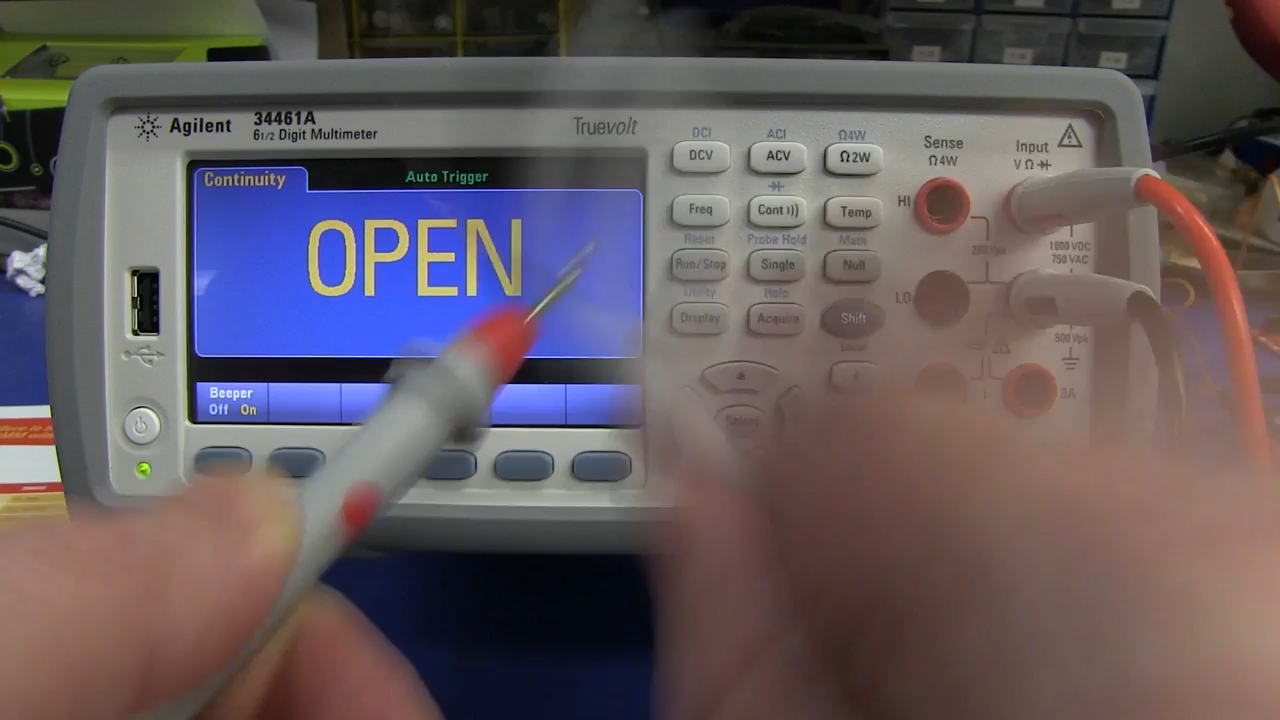 Agilent
34461A
6½ Digit Multimeter
Truevolt
Continuity
Auto Trigger
OPEN
Beeper
Off On
DCI
ACI
Ω4W
DCV
ACV
Ω2W
Freq
Cont
Temp
Reset
Probe Hold
Math
Run/Stop
Single
Null
Utility
Help
Display
Acquire
Shift
Local
Select
Sense
Ω4W
Input
V Ω
HI
LO
1000 VDC
750 VAC
500 Vpk
I
3A